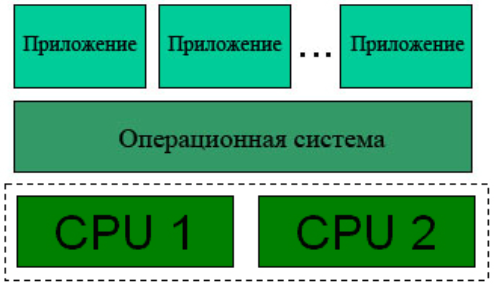 Приложение Приложение ... Приложение
Операционная система
CPU 1 CPU 2